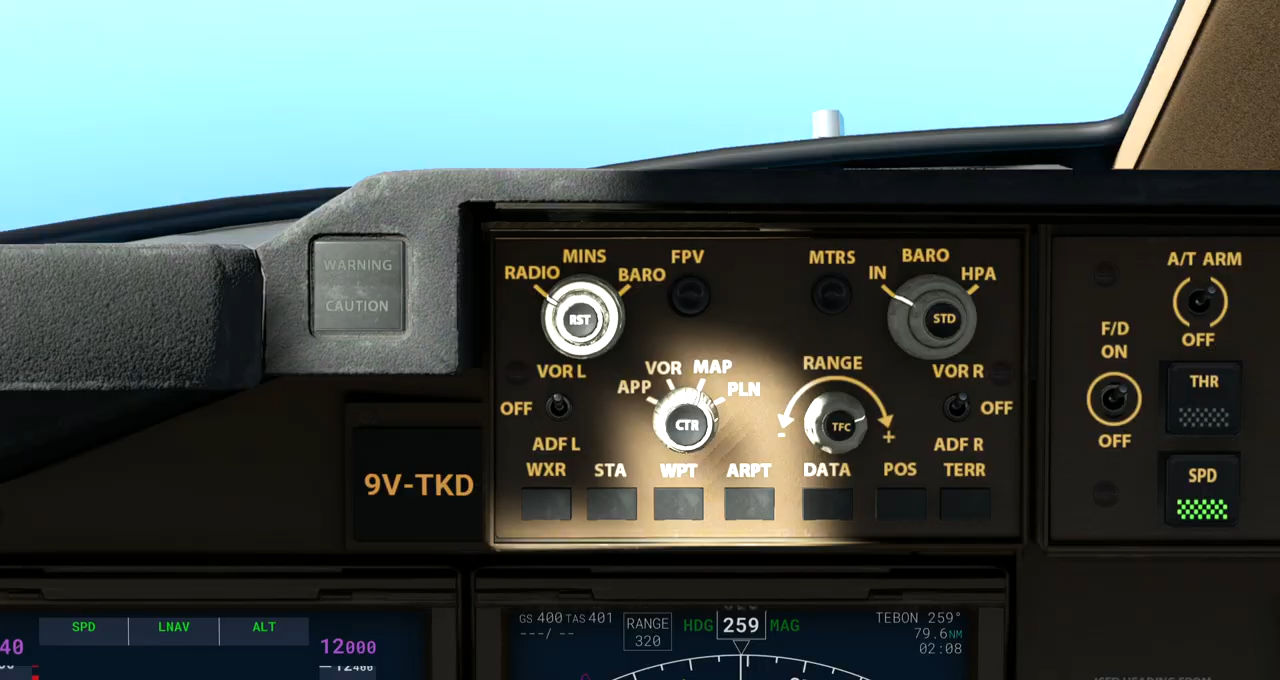 WARNING
CAUTION
MINS
RADIO
BARO
RST
FPV
MTRS
BARO
IN
HPA
STD
VOR L
OFF
ADF L
VOR
MAP
APP
PLN
CTR
RANGE
TFC
- +
VOR R
OFF
ADF R
WXR STA WPT ARPT DATA POS TERR
A/T ARM
OFF
F/D
ON
OFF
THR
SPD
9V-TKD
SPD LNAV ALT
40
12000
12400
GS 400 TAS 401
---/ --
RANGE
320
HDG 259 MAG
TEBON 259°
79.6NM
02:08